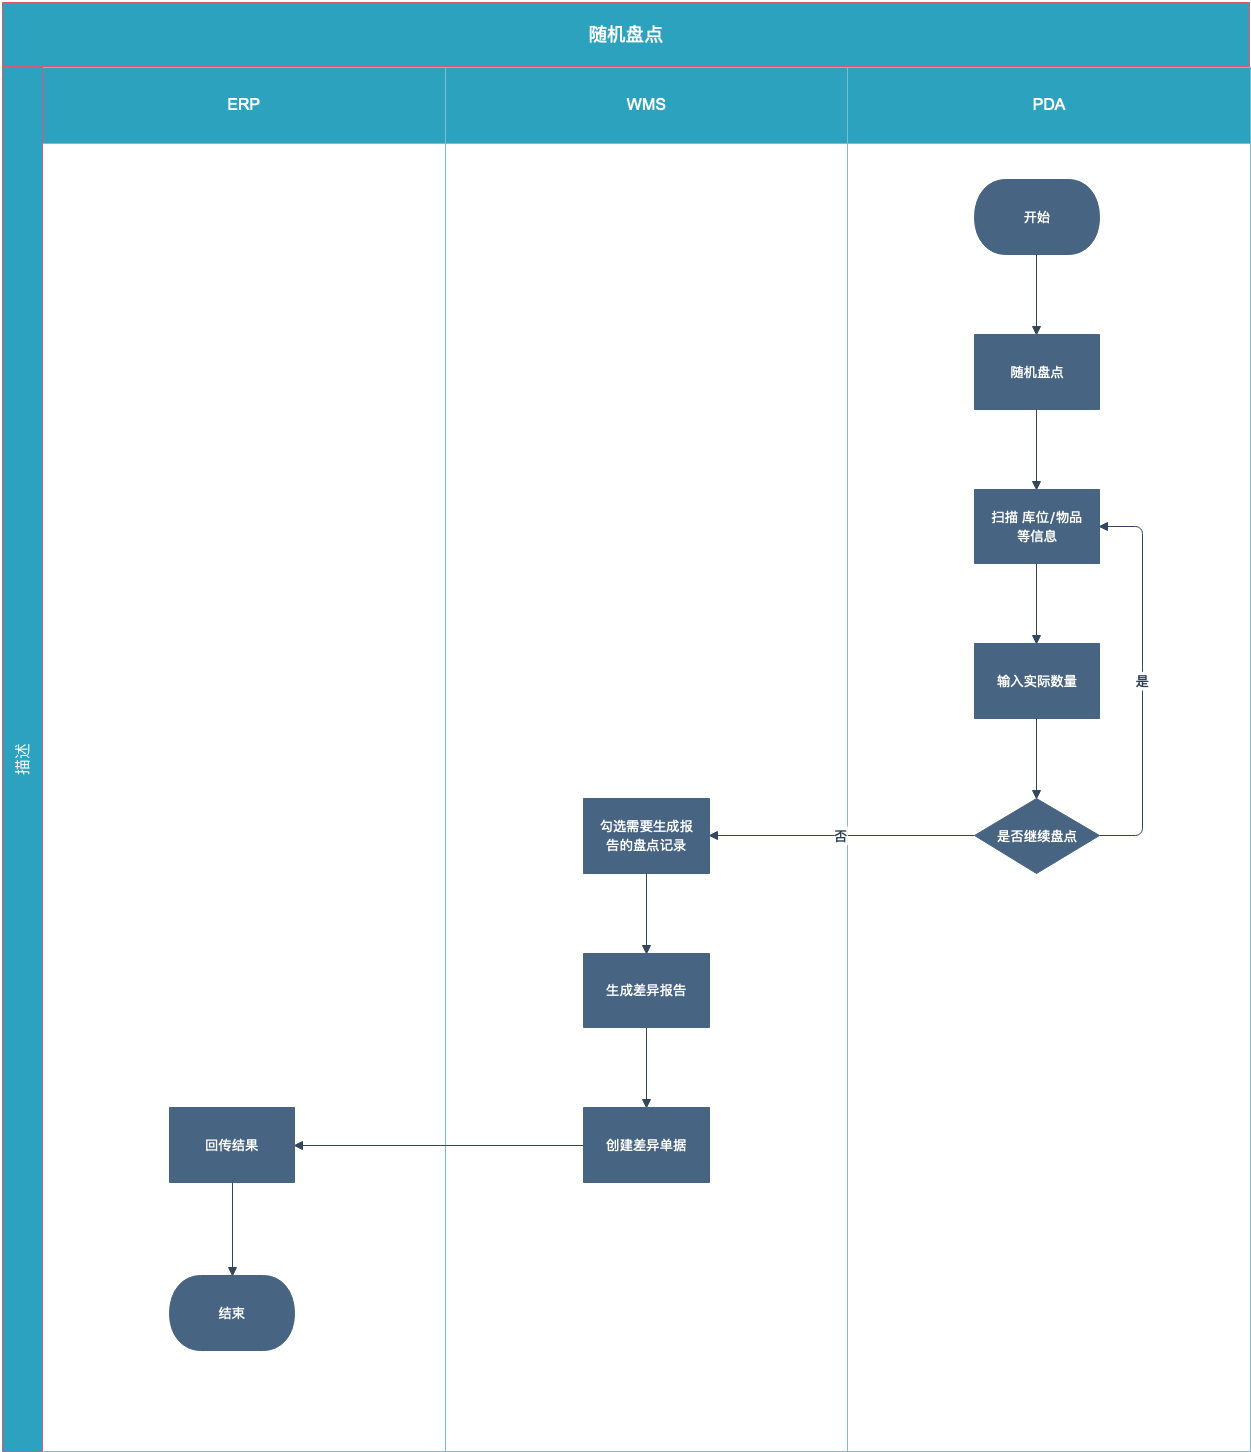 随机盘点
ERP
WMS
PDA
描述
开始
随机盘点
扫描 库位/物品
等信息
输入实际数量
是
是否继续盘点
否
勾选需要生成报
告的盘点记录
生成差异报告
创建差异单据
回传结果
结束